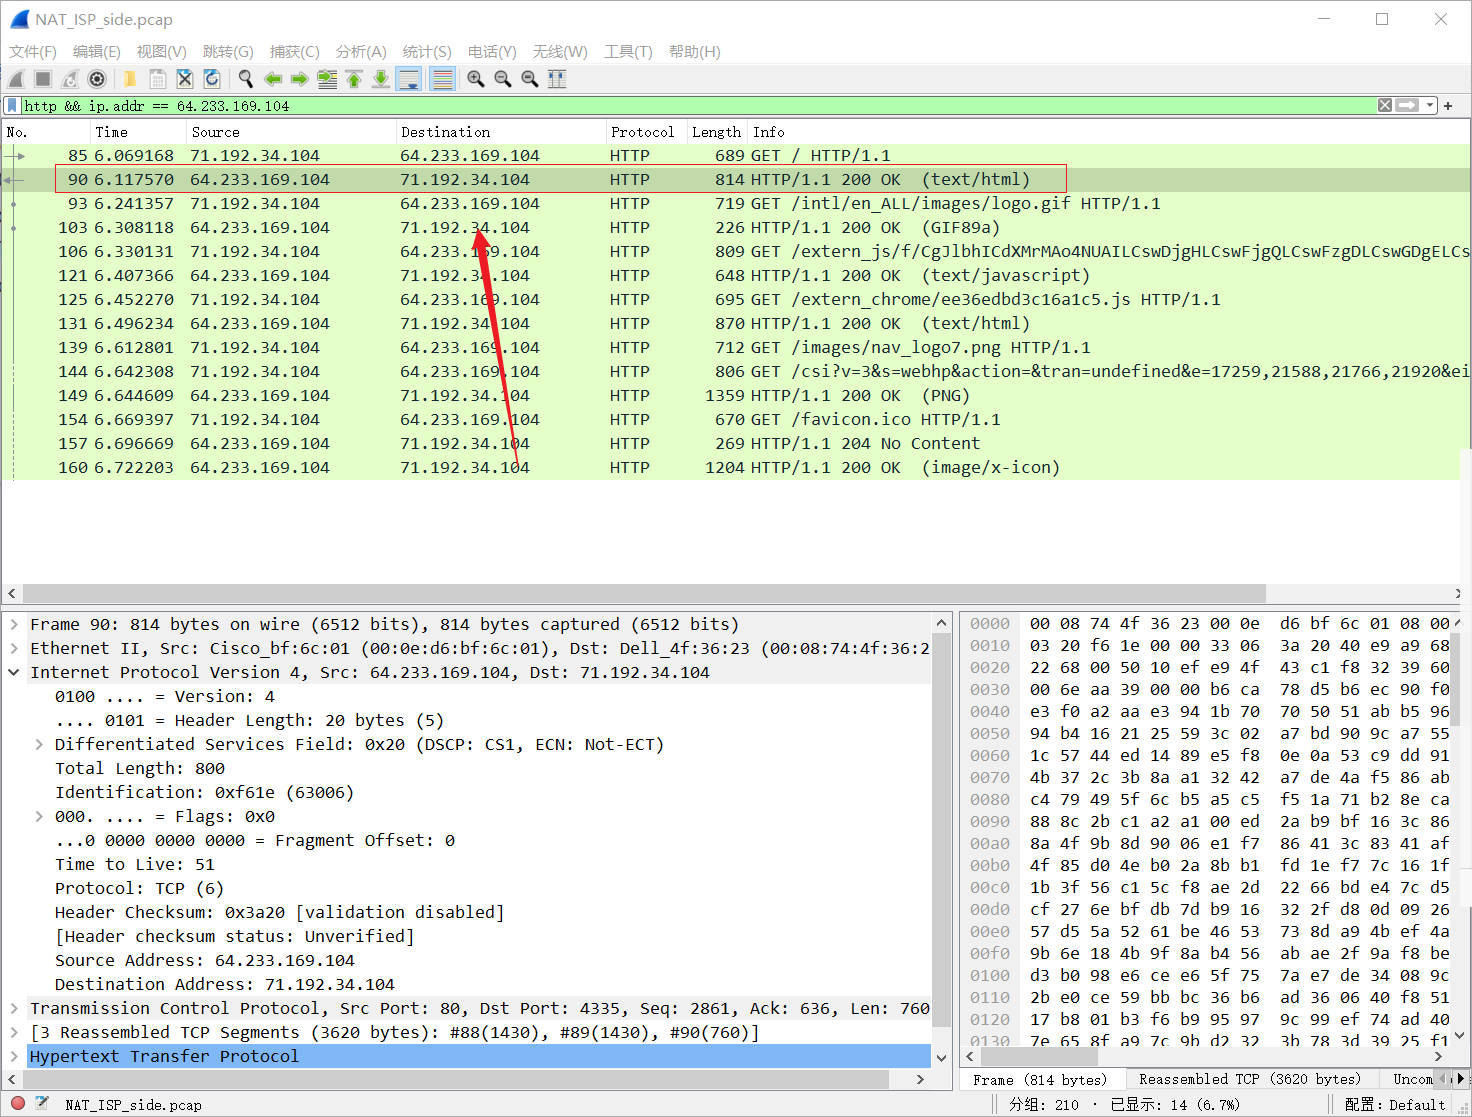 NAT_ISP_side.pcap
文件(F) 编辑(E) 视图(V) 跳转(G) 捕获(C) 分析(A) 统计(S) 电话(Y) 无线(W) 工具(T) 帮助(H)
http && ip.addr == 64.233.169.104
No. Time Source Destination Protocol Length Info
85 6.069168 71.192.34.104 64.233.169.104 HTTP 689 GET / HTTP/1.1
90 6.117570 64.233.169.104 71.192.34.104 HTTP 814 HTTP/1.1 200 OK (text/html)
93 6.241357 71.192.34.104 64.233.169.104 HTTP 719 GET /intl/en_ALL/images/logo.gif HTTP/1.1
103 6.308118 64.233.169.104 71.192.34.104 HTTP 226 HTTP/1.1 200 OK (GIF89a)
106 6.330131 71.192.34.104 64.233.169.104 HTTP 809 GET /extern_js/f/CgJlbhICdXMrMAo4NUAILCswDjgHLCswFjgQLCswFzgDLCswGDgELCs
121 6.407366 64.233.169.104 71.192.34.104 HTTP 648 HTTP/1.1 200 OK (text/javascript)
125 6.452270 71.192.34.104 64.233.169.104 HTTP 695 GET /extern_chrome/ee36edbd3c16a1c5.js HTTP/1.1
131 6.496234 64.233.169.104 71.192.34.104 HTTP 870 HTTP/1.1 200 OK (text/html)
139 6.612801 71.192.34.104 64.233.169.104 HTTP 712 GET /images/nav_logo7.png HTTP/1.1
144 6.642308 71.192.34.104 64.233.169.104 HTTP 806 GET /csi?v=3&s=webhp&action=&tran=undefined&e=17259,21588,21766,21920&ei
149 6.644609 64.233.169.104 71.192.34.104 HTTP 1359 HTTP/1.1 200 OK (PNG)
154 6.669397 71.192.34.104 64.233.169.104 HTTP 670 GET /favicon.ico HTTP/1.1
157 6.696669 64.233.169.104 71.192.34.104 HTTP 269 HTTP/1.1 204 No Content
160 6.722203 64.233.169.104 71.192.34.104 HTTP 1204 HTTP/1.1 200 OK (image/x-icon)
Frame 90: 814 bytes on wire (6512 bits), 814 bytes captured (6512 bits)
Ethernet II, Src: Cisco_bf:6c:01 (00:0e:d6:bf:6c:01), Dst: Dell_4f:36:23 (00:08:74:4f:36:2
Internet Protocol Version 4, Src: 64.233.169.104, Dst: 71.192.34.104
0100 .... = Version: 4
.... 0101 = Header Length: 20 bytes (5)
Differentiated Services Field: 0x20 (DSCP: CS1, ECN: Not-ECT)
Total Length: 800
Identification: 0xf61e (63006)
000. .... = Flags: 0x0
...0 0000 0000 0000 = Fragment Offset: 0
Time to Live: 51
Protocol: TCP (6)
Header Checksum: 0x3a20 [validation disabled]
[Header checksum status: Unverified]
Source Address: 64.233.169.104
Destination Address: 71.192.34.104
Transmission Control Protocol, Src Port: 80, Dst Port: 4335, Seq: 2861, Ack: 636, Len: 760
[3 Reassembled TCP Segments (3620 bytes): #88(1430), #89(1430), #90(760)]
Hypertext Transfer Protocol
0000 00 08 74 4f 36 23 00 0e d6 bf 6c 01 08 00
0010 03 20 f6 1e 00 00 33 06 3a 20 40 e9 a9 68
0020 22 68 00 50 10 ef e9 4f 43 c1 f8 32 39 60
0030 00 6e aa 39 00 00 b6 ca 78 d5 b6 ec 90 f0
0040 e3 f0 a2 aa e3 94 1b 70 70 50 51 ab b5 96
0050 94 b4 16 21 25 59 3c 02 a7 bd 90 9c a7 55
0060 1c 57 44 ed 14 89 e5 f8 0e 0a 53 c9 dd 91
0070 4b 37 2c 3b 8a a1 32 42 a7 de 4a f5 86 ab
0080 c4 79 49 5f 6c b5 a5 c5 f5 1a 71 b2 8e ca
0090 88 8c 2b c1 a2 a1 00 ed 2a b9 bf 16 3c 86
00a0 8a 4f 9b 8d 90 06 e1 f7 86 41 3c 83 41 af
00b0 4f 85 d0 4e b0 2a 8b b1 fd 1e f7 7c 16 1f
00c0 1b 3f 56 c1 5c f8 ae 2d 22 66 bd e4 7c d5
00d0 cf 27 6e bf db 7d b9 16 32 2f d8 0d 09 26
00e0 57 d5 5a 52 61 be 46 53 73 8d a9 4b ef 4a
00f0 9b 6e 18 4b 9f 8a b4 56 ab ae 2f 9a f8 be
0100 d3 b0 98 e6 ce e6 5f 75 7a e7 de 34 08 9c
0110 2b e0 ce 59 bb bc 36 b6 ad 36 06 40 f8 51
0120 17 b8 01 b3 f6 b9 95 97 9c 99 ef 74 ad 40
0130 7e 65 8f a9 7c 9b d2 32 3b 78 3d 39 25 f1
Frame (814 bytes) Reassembled TCP (3620 bytes) Uncom
NAT_ISP_side.pcap 分组: 210 · 已显示: 14 (6.7%) 配置: Default